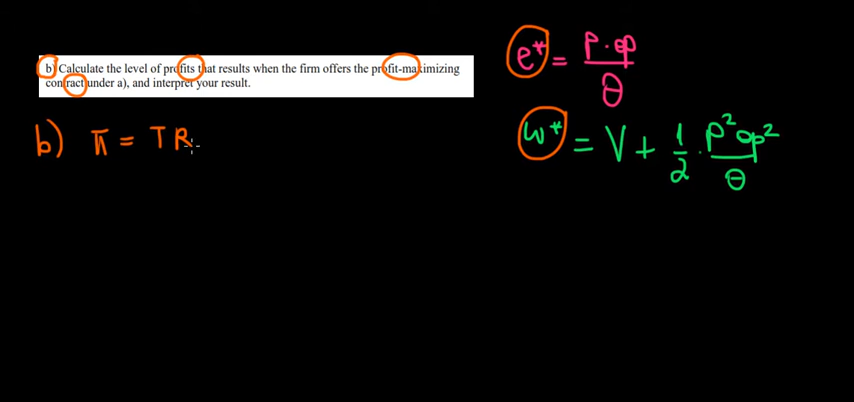 b) Calculate the level of profits that results when the firm offers the profit-maximizing
contract under a), and interpret your result.
e* = p·φ / θ
b) π = TR
w* = V + 1/2 · p²φ² / θ